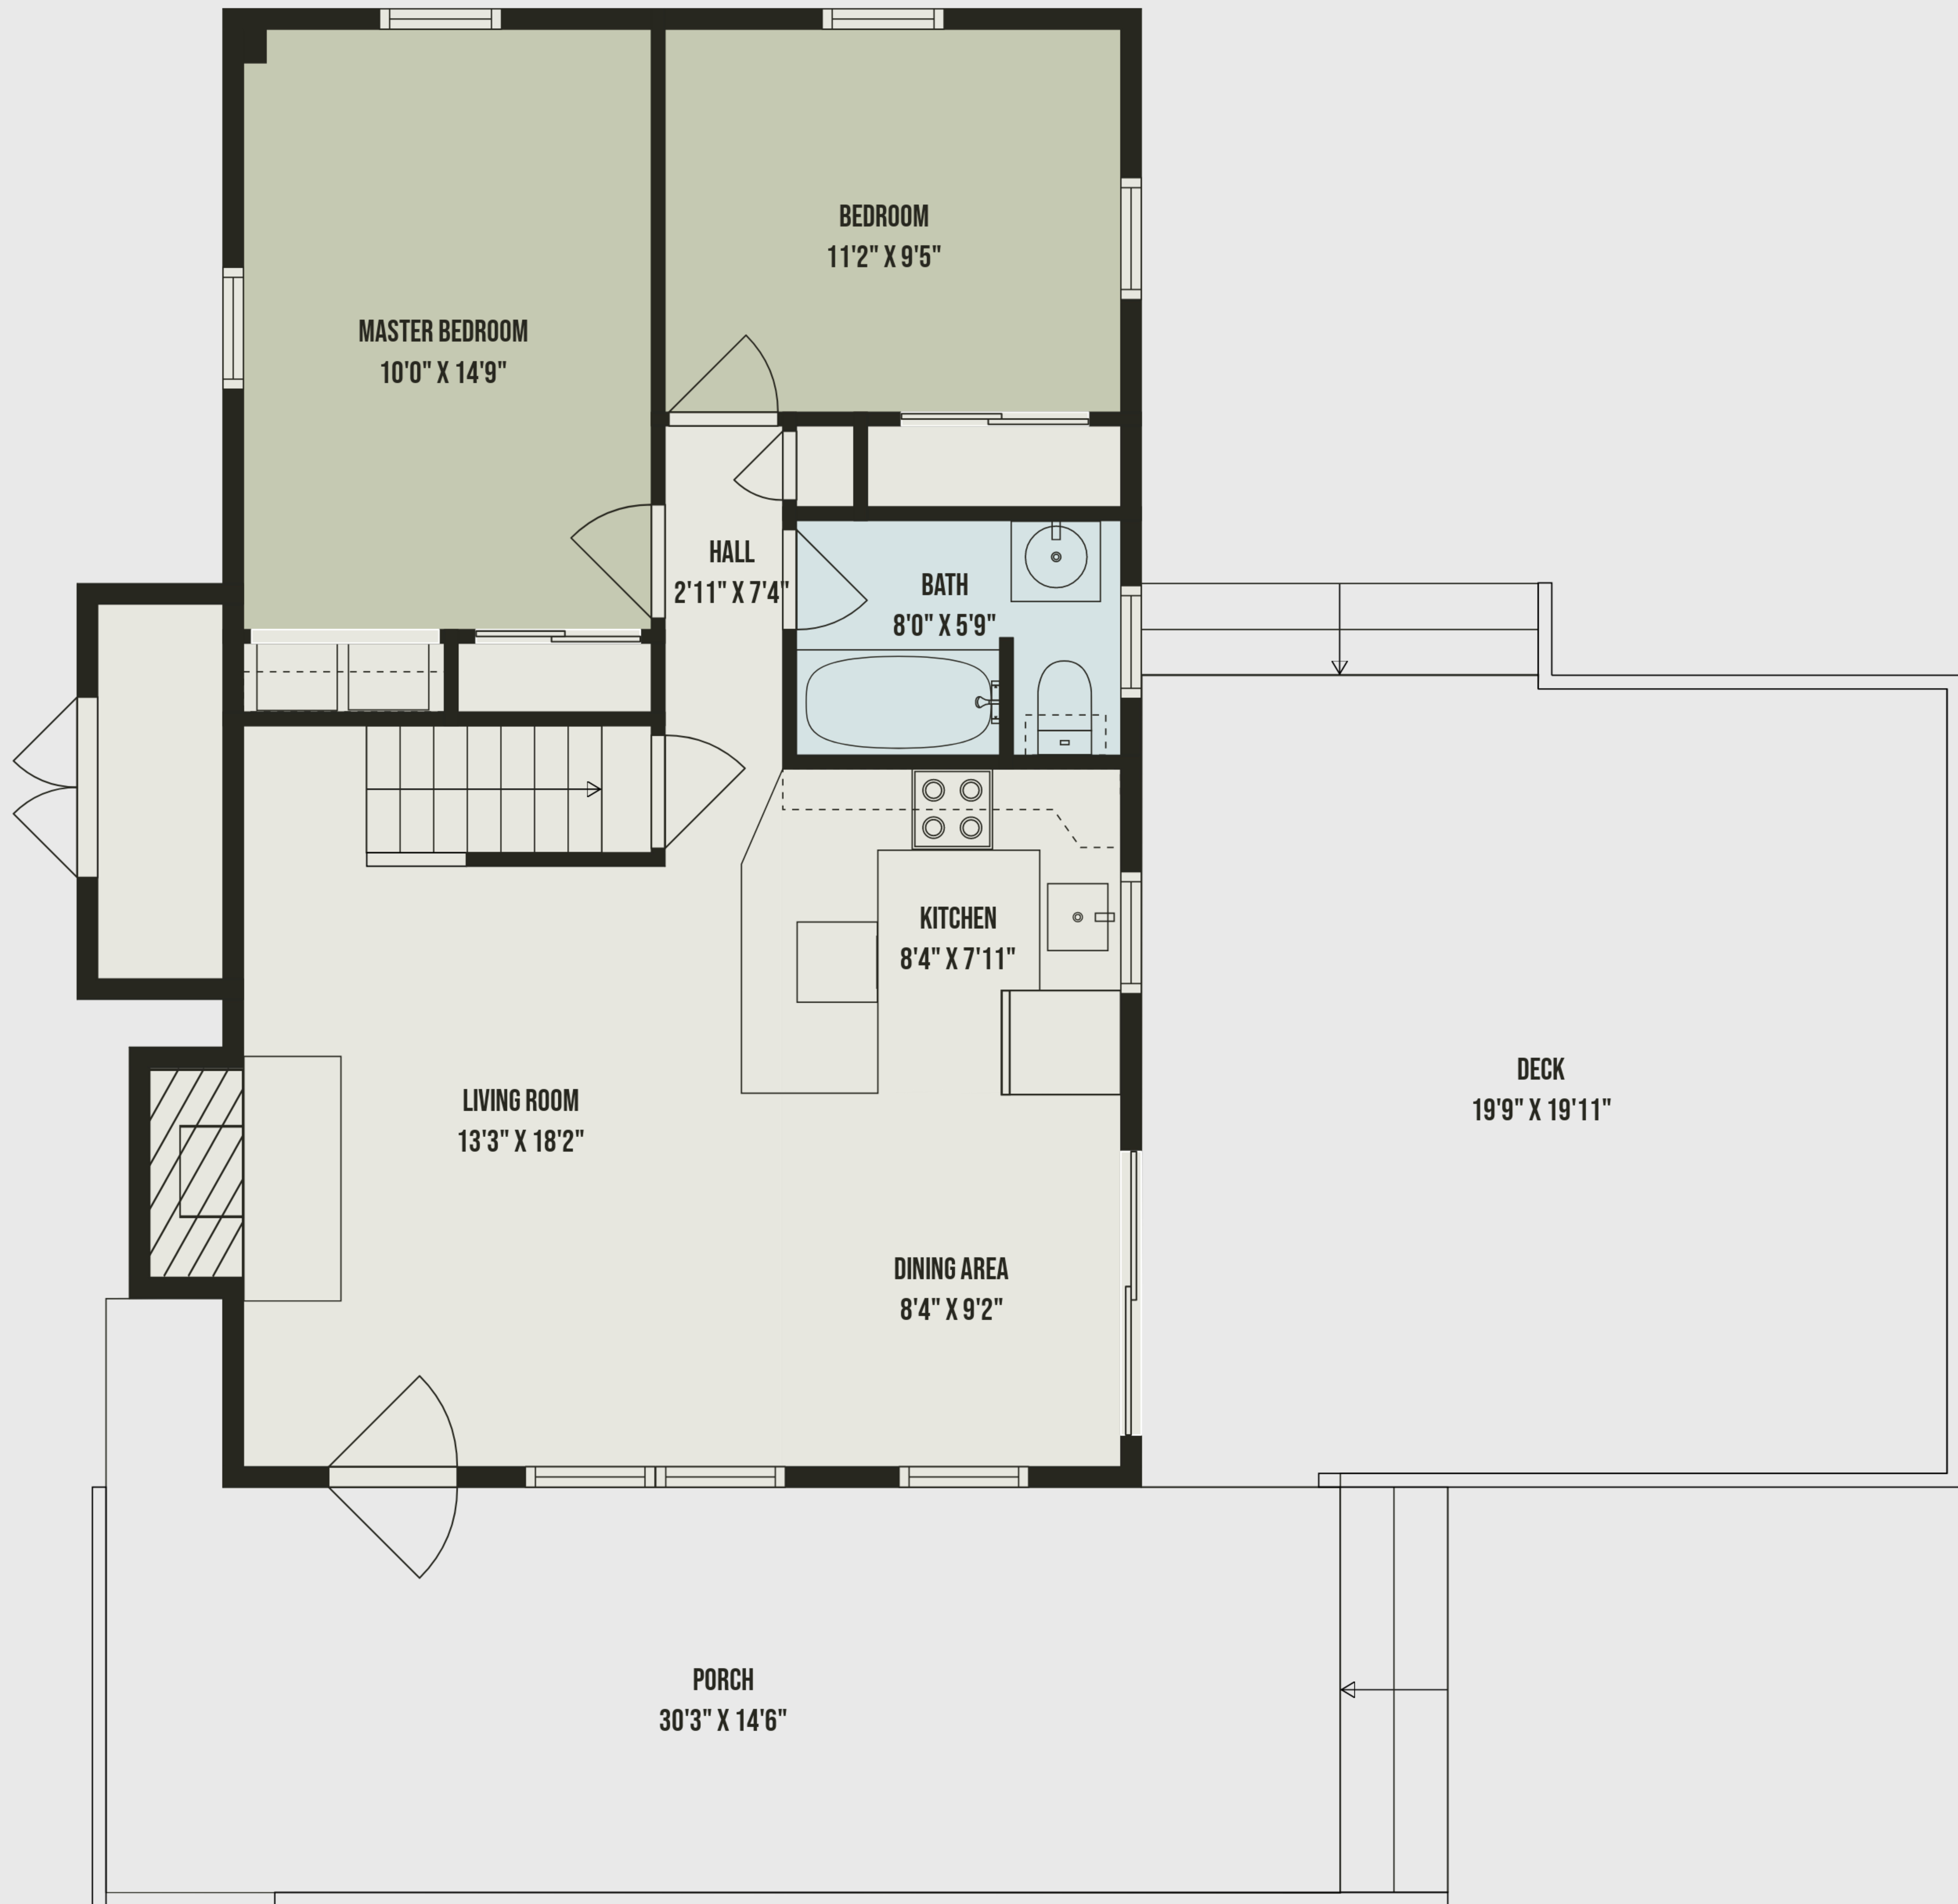 BEDROOM
11'2" X 9'5"
MASTER BEDROOM
10'0" X 14'9"
HALL
2'11" X 7'4"
BATH
8'0" X 5'9"
KITCHEN
8'4" X 7'11"
LIVING ROOM
13'3" X 18'2"
DECK
19'9" X 19'11"
DINING AREA
8'4" X 9'2"
PORCH
30'3" X 14'6"